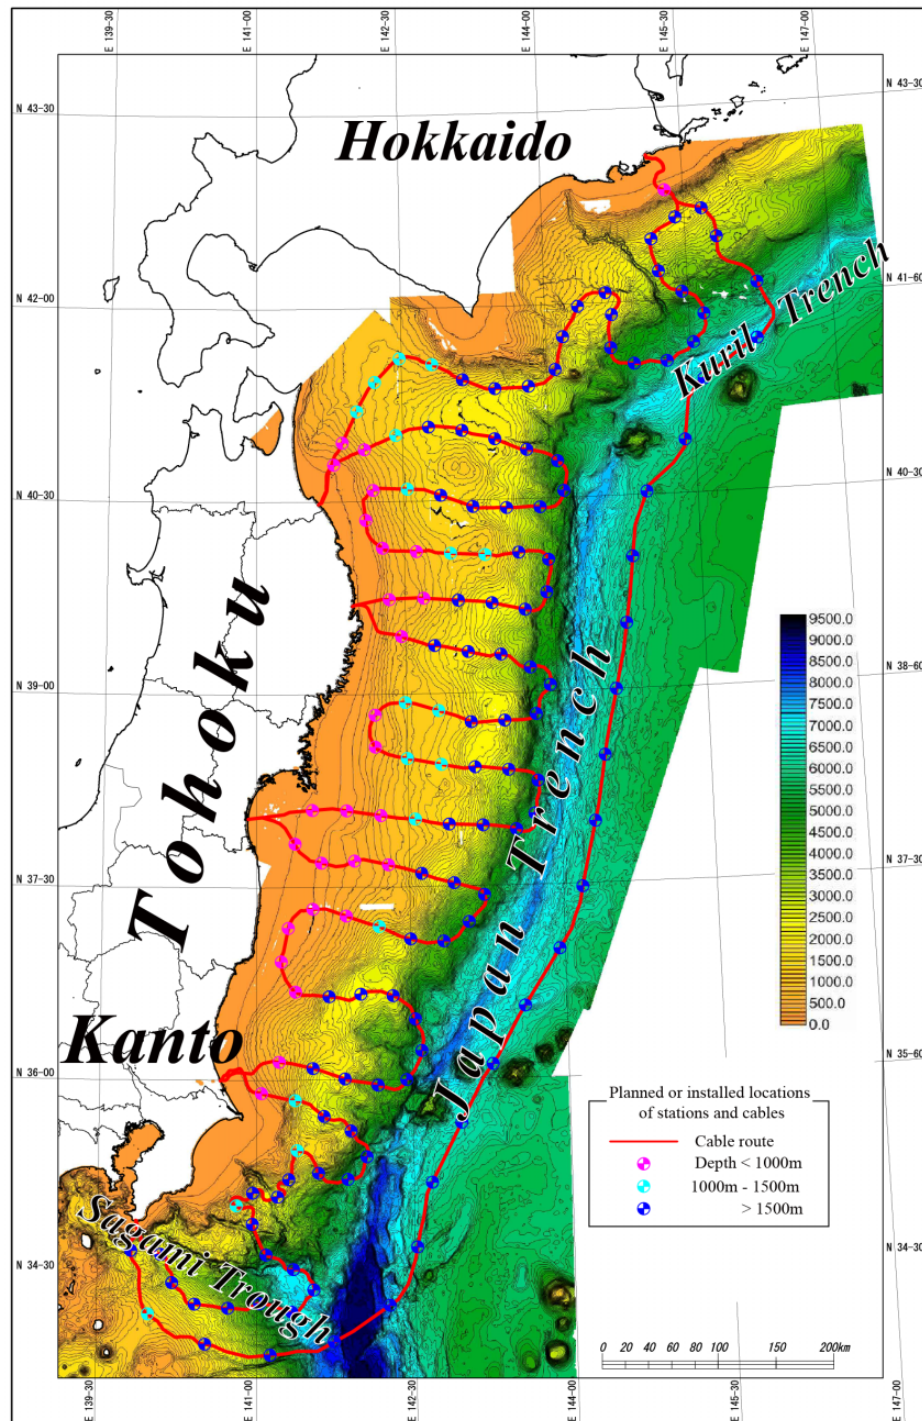 E 139-30
E 141-00
E 142-30
E 144-00
E 145-30
E 147-00
N 43-30
N 43-30
Hokkaido
N 42-00
N 41-60
Kuril Trench
N 40-30
N 40-30
Tohoku
9500.0
9000.0
8500.0
8000.0
7500.0
7000.0
6500.0
6000.0
5500.0
5000.0
4500.0
4000.0
3500.0
3000.0
2500.0
2000.0
1500.0
1000.0
500.0
0.0
N 39-00
N 38-60
Japan Trench
N 37-30
N 37-30
Kanto
N 36-00
N 35-60
Planned or installed locations
of stations and cables
Cable route
Depth < 1000m
1000m - 1500m
> 1500m
Sagami Trough
N 34-30
N 34-30
0 20 40 60 80 100 150 200km
E 139-30
E 141-00
E 142-30
E 144-00
E 145-30
E 147-00